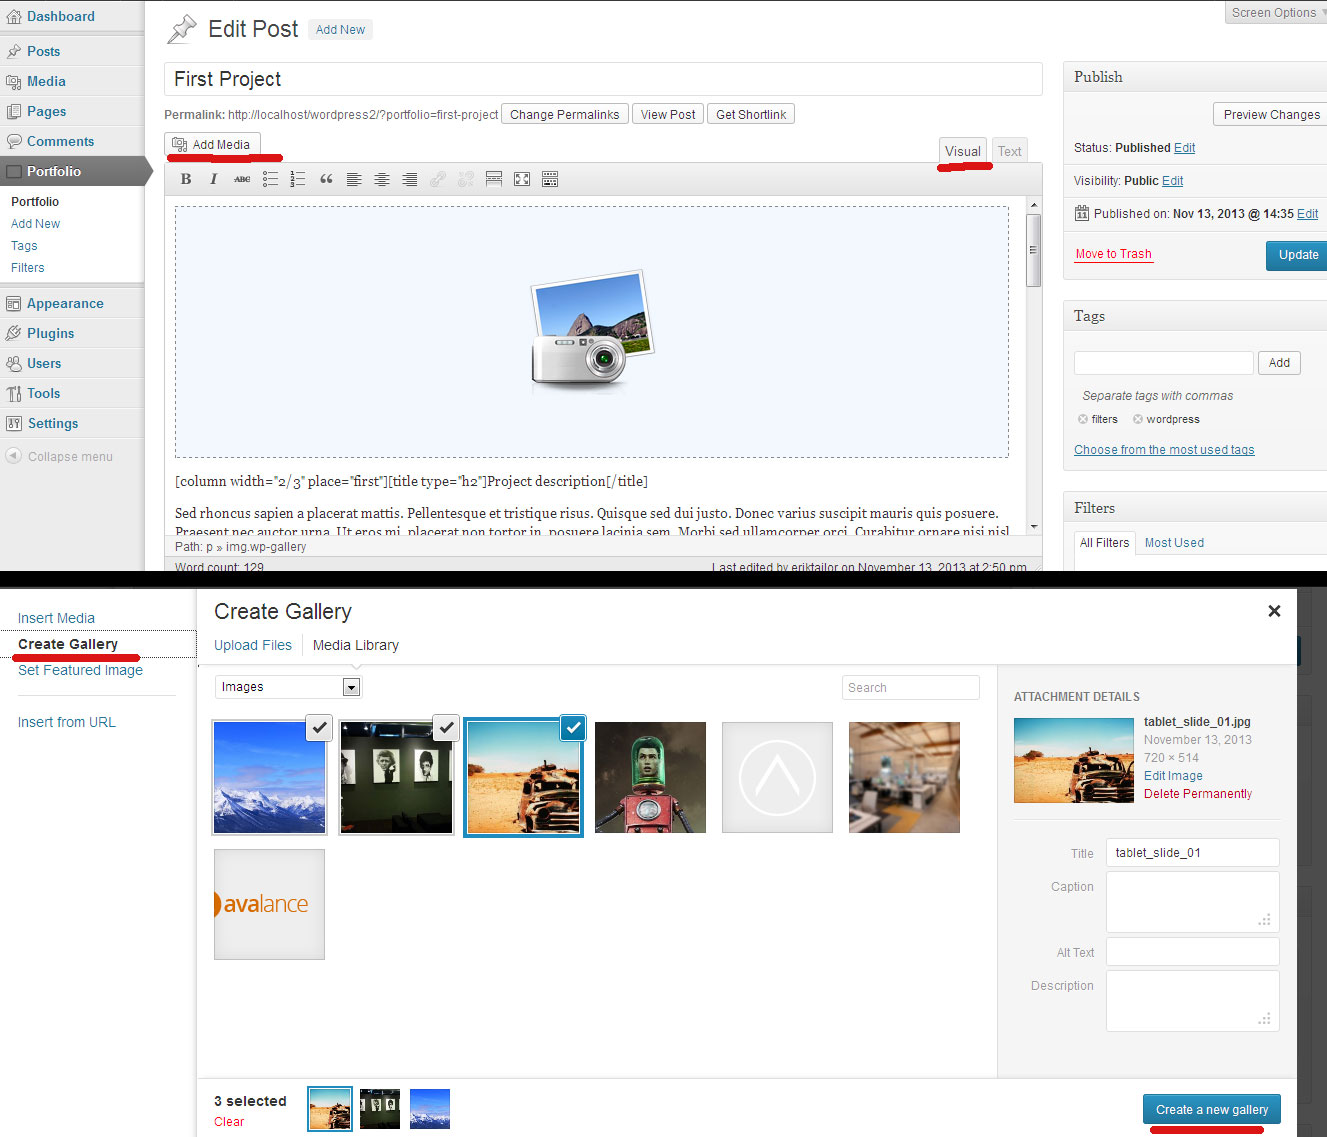 Dashboard
Posts
Media
Pages
Comments
Portfolio
Portfolio
Add New
Tags
Filters
Appearance
Plugins
Users
Tools
Settings
Collapse menu
Screen Options
Edit Post Add New
First Project
Permalink: http://localhost/wordpress2/?portfolio=first-project Change Permalinks View Post Get Shortlink
Add Media
Visual Text
B I ABC
[column width="2/3" place="first"][title type="h2"]Project description[/title]
Sed rhoncus sapien a placerat mattis. Pellentesque et tristique risus. Quisque sed dui justo. Donec varius suscipit mauris quis posuere.
Praesent nec auctor urna. Ut eros mi, placerat non tortor in, posuere lacinia sem. Morbi sed ullamcorper orci. Curabitur ornare nisi nisl
Path: p » img.wp-gallery
Word count: 129 Last edited by eriktailor on November 13, 2013 at 2:50 pm
Publish
Preview Changes
Status: Published Edit
Visibility: Public Edit
11 Published on: Nov 13, 2013 @ 14:35 Edit
Move to Trash Update
Tags
Add
Separate tags with commas
filters wordpress
Choose from the most used tags
Filters
All Filters Most Used
Insert Media
Create Gallery
Set Featured Image
Insert from URL
Create Gallery
Upload Files Media Library
Images Search
avalance
ATTACHMENT DETAILS
tablet_slide_01.jpg
November 13, 2013
720 × 514
Edit Image
Delete Permanently
Title tablet_slide_01
Caption
Alt Text
Description
3 selected
Clear
Create a new gallery